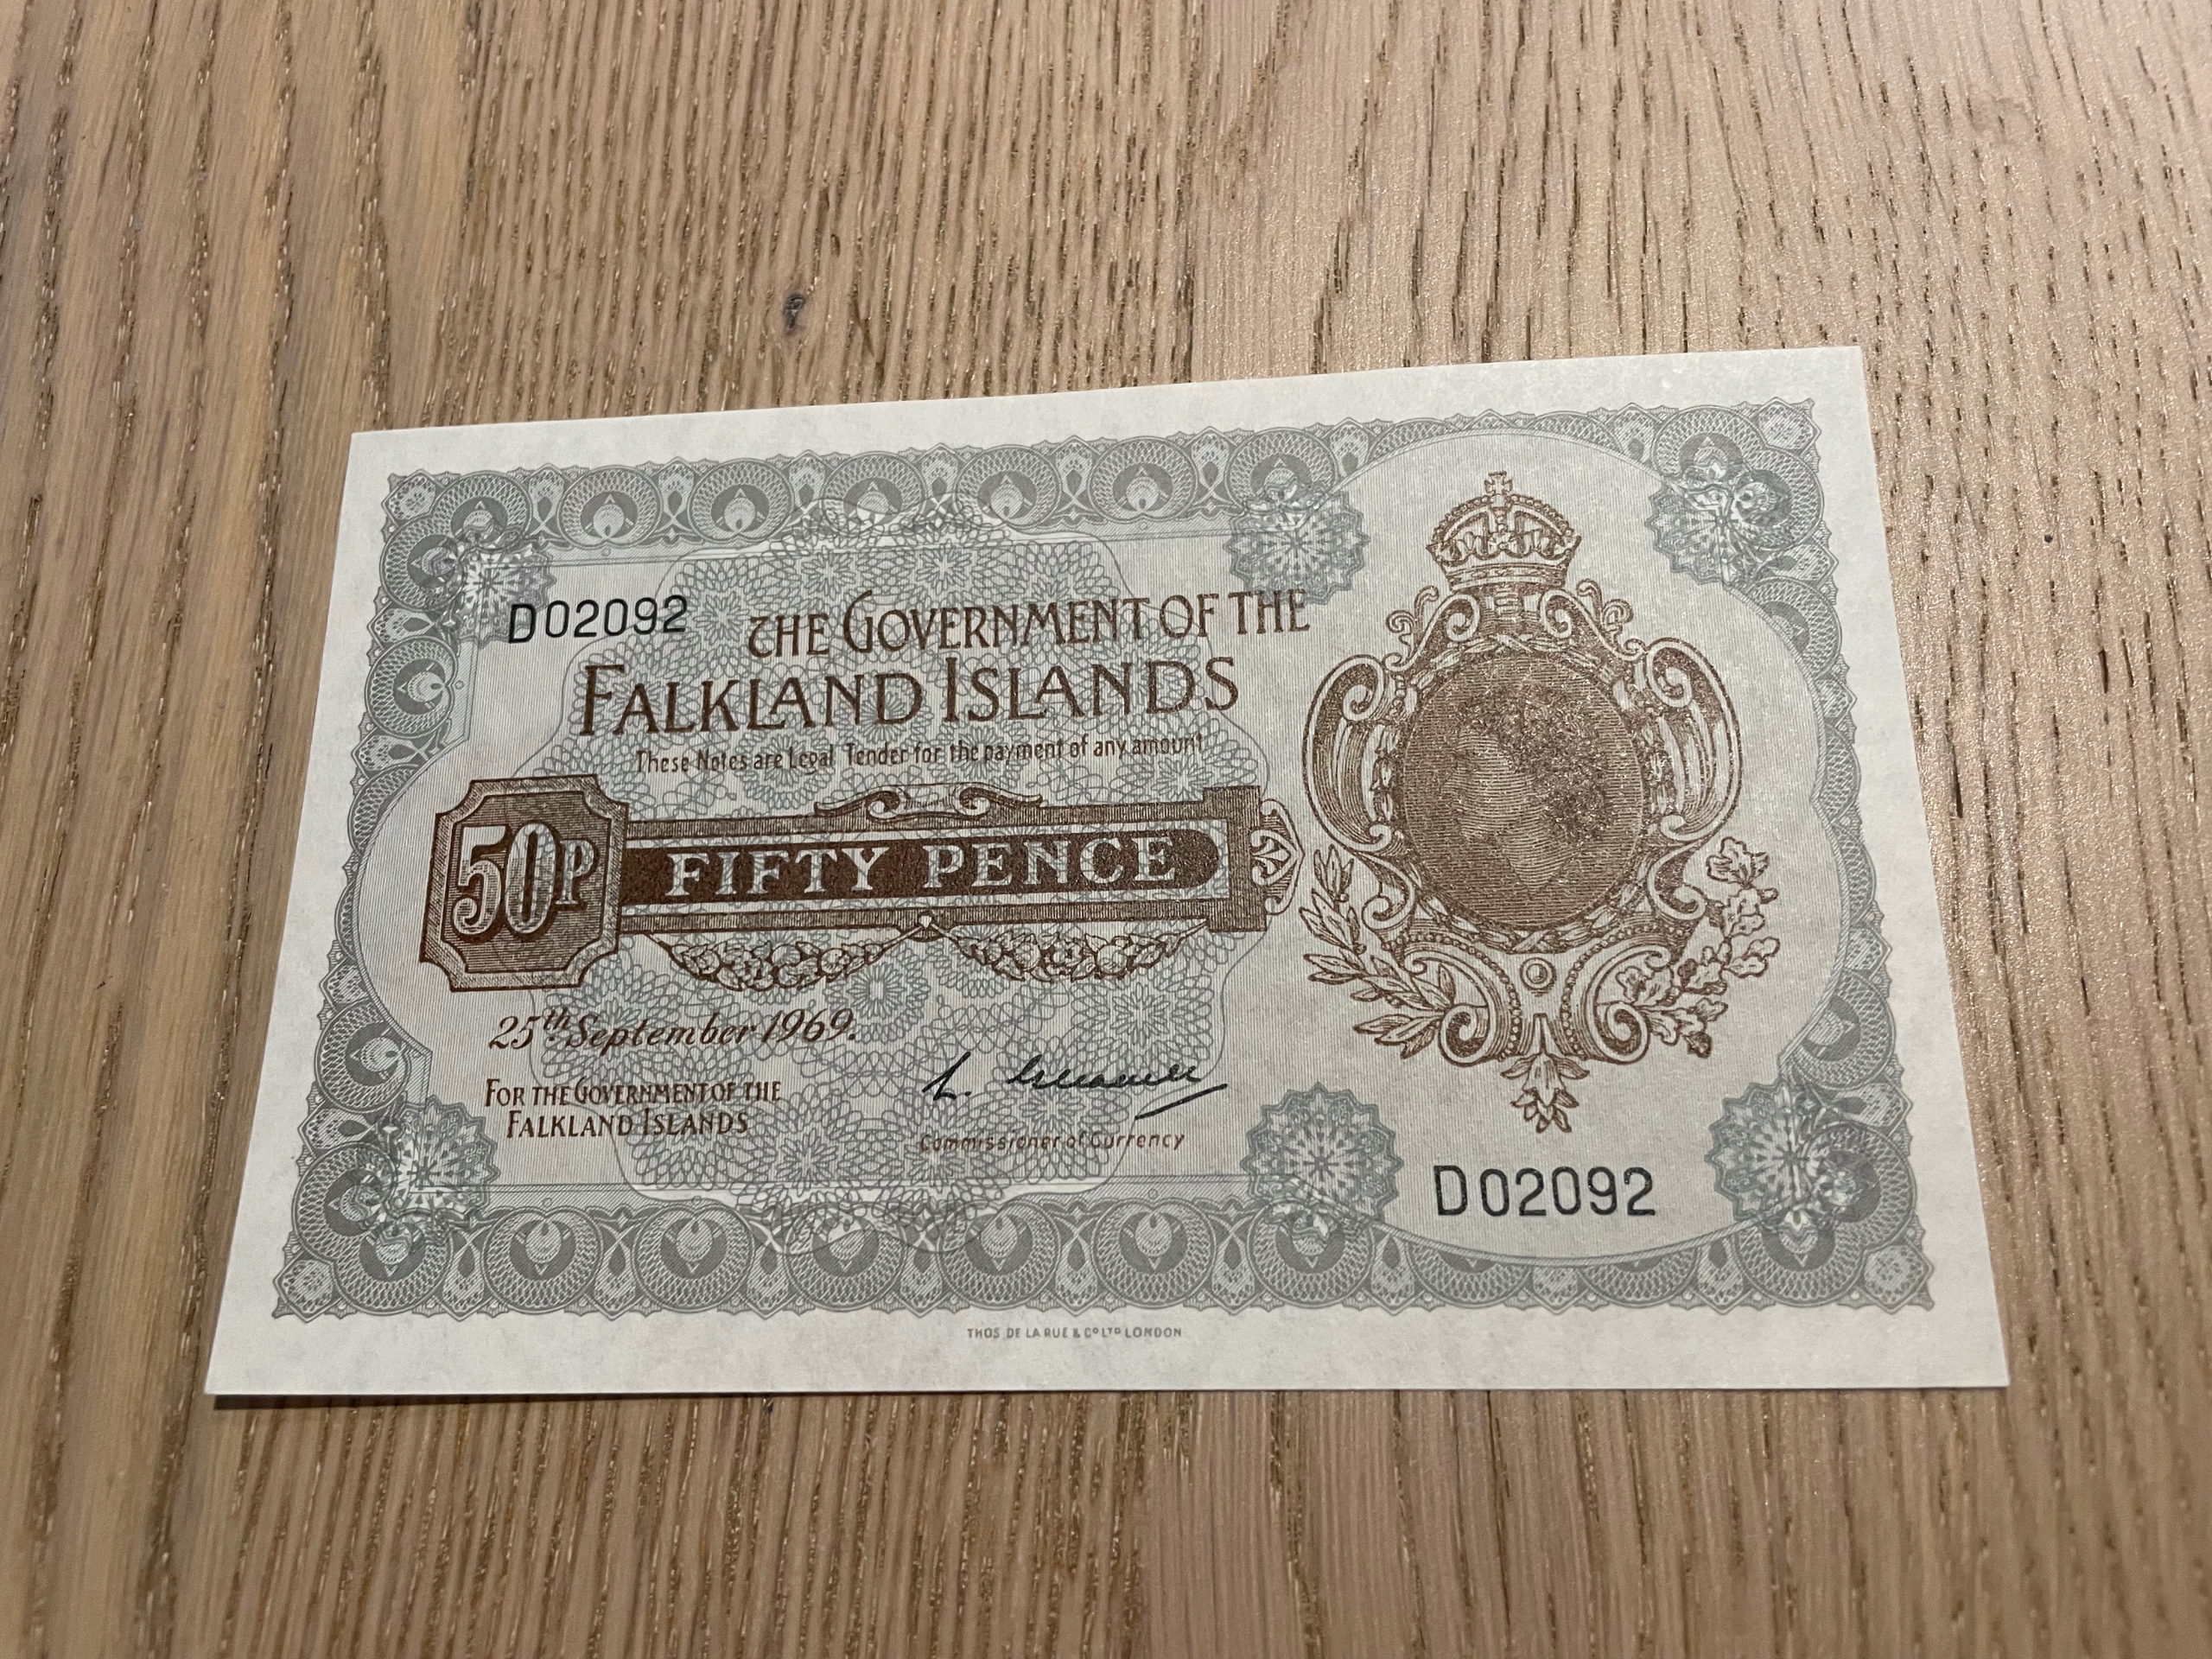 D02092
THE GOVERNMENT OF THE
FALKLAND ISLANDS
These Notes are Legal Tender for the payment of any amount
50P
FIFTY PENCE
25th September 1969.
FOR THE GOVERNMENT OF THE
FALKLAND ISLANDS
Commissioner of Currency
D02092
THOS DE LA RUE & CO LTD LONDON